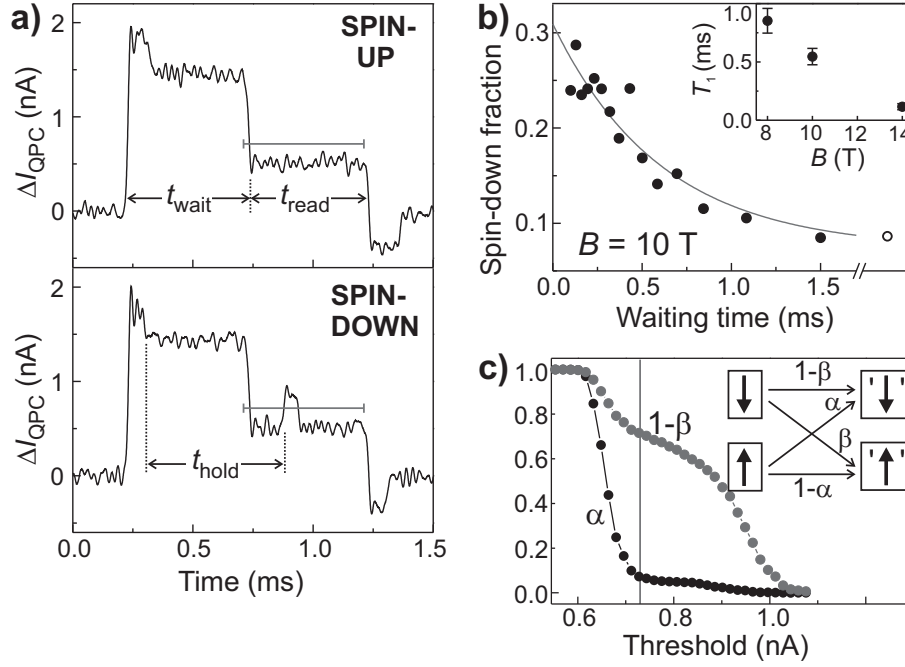 a)
SPIN-
UP
ΔI_QPC (nA)
2
1
0
t_wait
t_read
SPIN-
DOWN
ΔI_QPC (nA)
2
1
0
t_hold
0.0 0.5 1.0 1.5
Time (ms)
b)
Spin-down fraction
0.3
0.2
0.1
B = 10 T
0.0 0.5 1.0 1.5
Waiting time (ms)
T₁ (ms)
1.0
0.5
0.0
8 10 12 14
B (T)
c)
1.0
0.8
0.6
0.4
0.2
0.0
α
1-β
0.6 0.8 1.0
Threshold (nA)
↓ 1-β '↓'
α
β
↑ 1-α '↑'